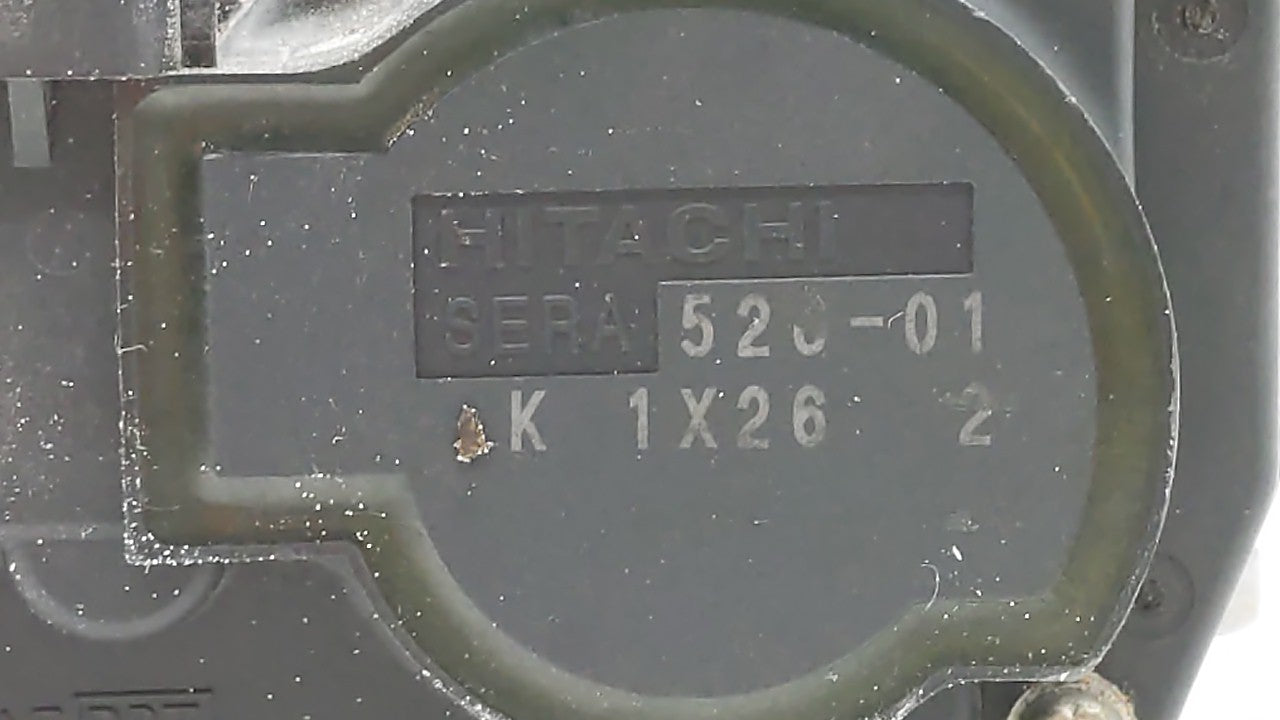 HITACHI
SERA
K 1X26 2